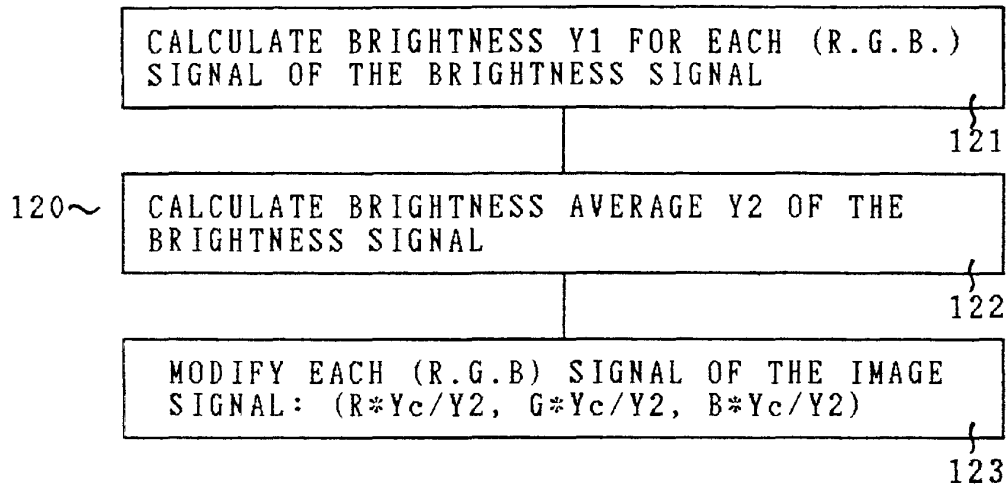 CALCULATE BRIGHTNESS Y1 FOR EACH (R.G.B.)
SIGNAL OF THE BRIGHTNESS SIGNAL
121
120~
CALCULATE BRIGHTNESS AVERAGE Y2 OF THE
BRIGHTNESS SIGNAL
122
MODIFY EACH (R.G.B) SIGNAL OF THE IMAGE
SIGNAL: (R*Yc/Y2, G*Yc/Y2, B*Yc/Y2)
123